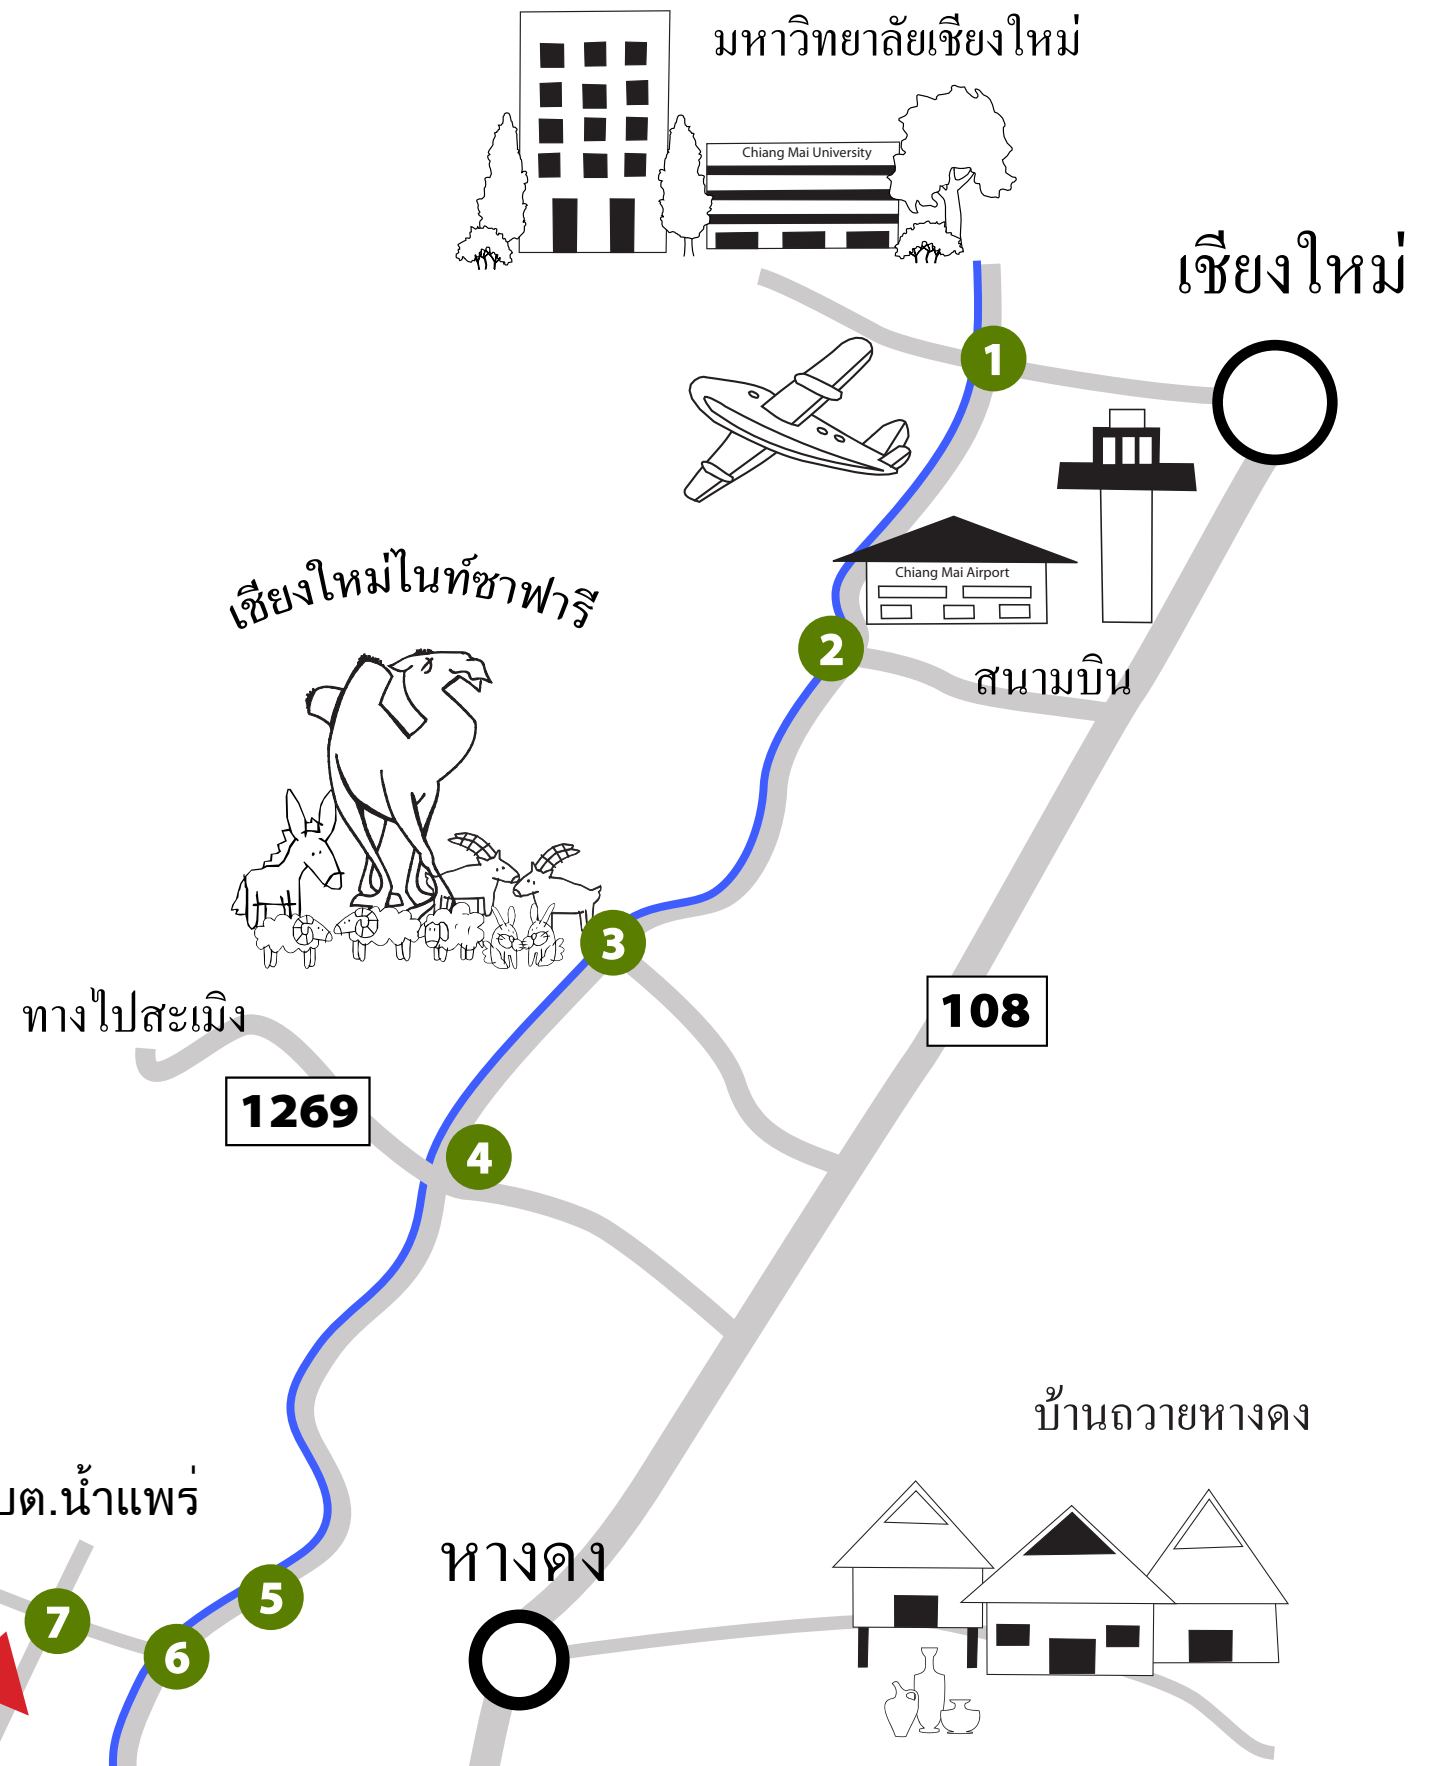 มหาวิทยาลัยเชียงใหม่
Chiang Mai University
เชียงใหม่
1
Chiang Mai Airport
เชียงใหม่ไนท์ซาฟารี
2
สนามบิน
3
ทางไปสะเมิง
108
1269
4
บ้านถวายหางดง
บต.น้ำแพร่
หางดง
5
7
6